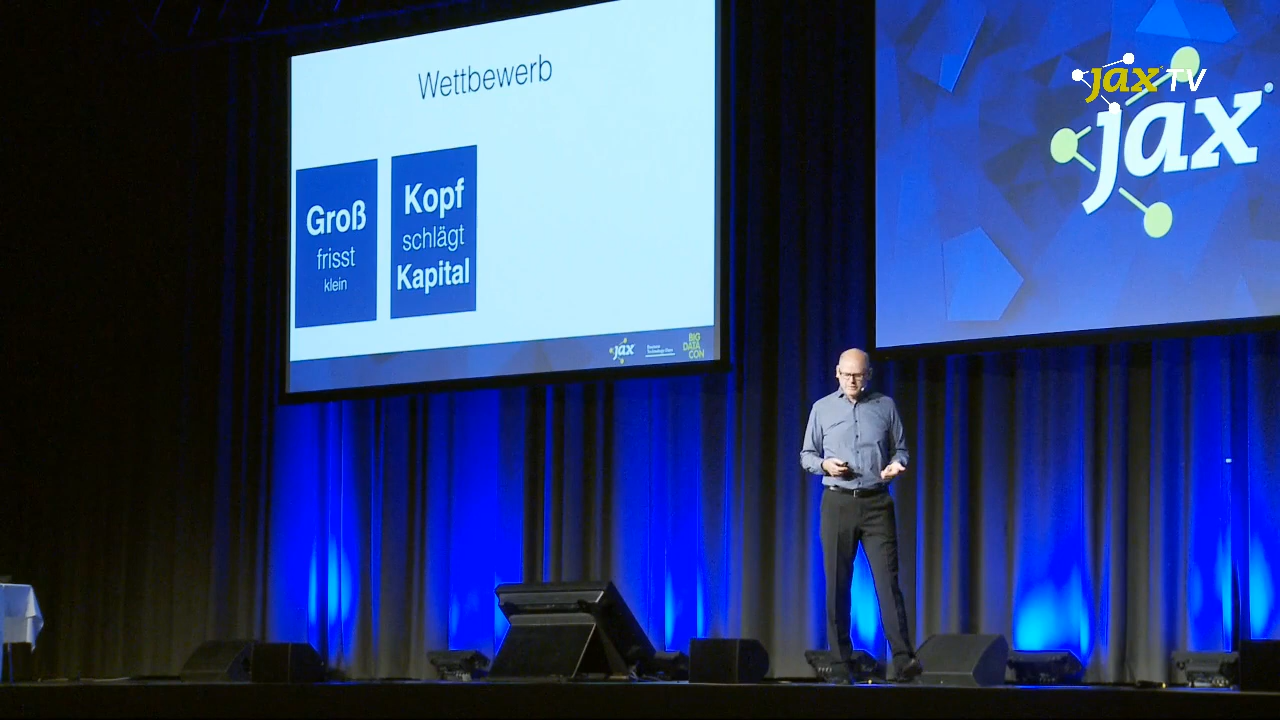 Wettbewerb
Groß
frisst
klein
Kopf
schlägt
Kapital
jax
BIG
DATA
CON
jax TV
jax